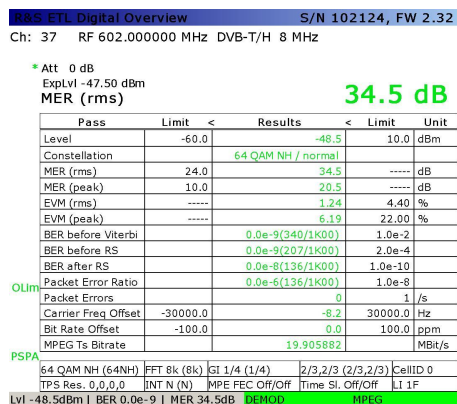 R&S ETL Digital Overview S/N 102124, FW 2.32
Ch: 37 RF 602.000000 MHz DVB-T/H 8 MHz
* Att 0 dB
ExpLvl -47.50 dBm
MER (rms) 34.5 dB
Pass Limit < Results < Limit Unit
Level -60.0 -48.5 10.0 dBm
Constellation 64 QAM NH / normal
MER (rms) 24.0 34.5 ----- dB
MER (peak) 10.0 20.5 ----- dB
EVM (rms) ----- 1.24 4.40 %
EVM (peak) ----- 6.19 22.00 %
BER before Viterbi 0.0e-9(340/1K00) 1.0e-2
BER before RS 0.0e-9(207/1K00) 2.0e-4
BER after RS 0.0e-8(136/1K00) 1.0e-10
Packet Error Ratio 0.0e-6(136/1K00) 1.0e-8
OLim
Packet Errors 0 1 /s
Carrier Freq Offset -30000.0 -8.2 30000.0 Hz
Bit Rate Offset -100.0 0.0 100.0 ppm
MPEG Ts Bitrate 19.905882 MBit/s
PSPA
64 QAM NH (64NH) FFT 8k (8k) GI 1/4 (1/4) 2/3,2/3 (2/3,2/3) CellID 0
TPS Res. 0,0,0,0 INT N (N) MPE FEC Off/Off Time Sl. Off/Off LI 1F
Lvl -48.5dBm | BER 0.0e-9 | MER 34.5dB DEMOD MPEG